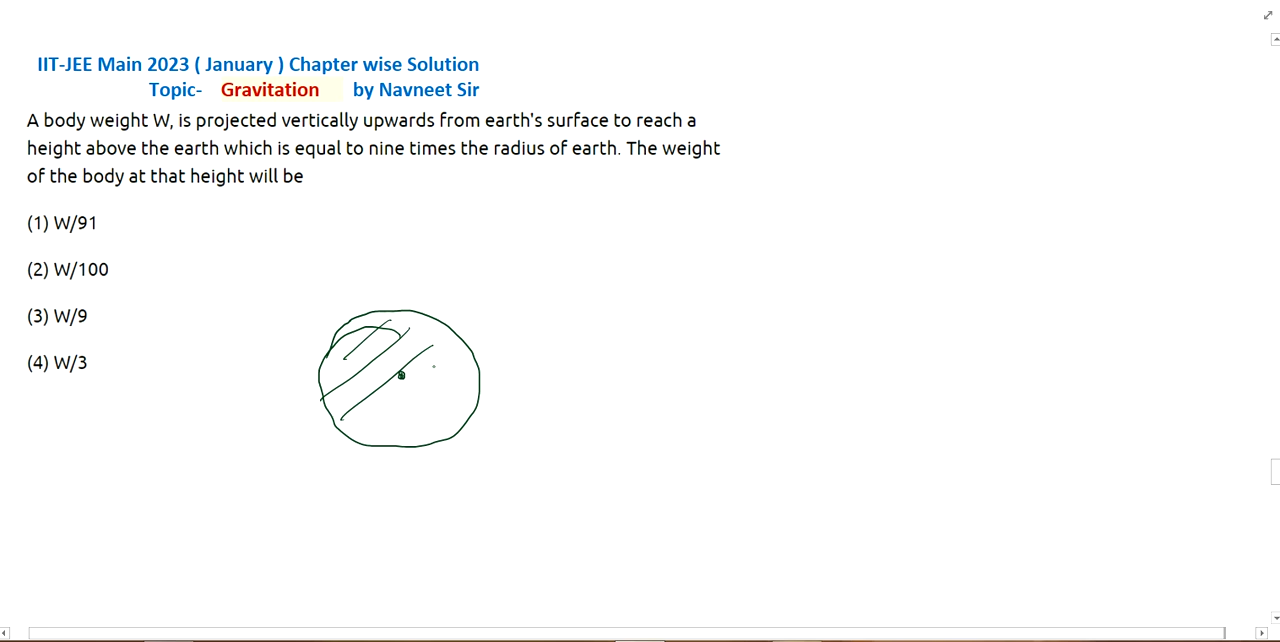 IIT-JEE Main 2023 ( January ) Chapter wise Solution
Topic- Gravitation by Navneet Sir
A body weight W, is projected vertically upwards from earth's surface to reach a
height above the earth which is equal to nine times the radius of earth. The weight
of the body at that height will be
(1) W/91
(2) W/100
(3) W/9
(4) W/3